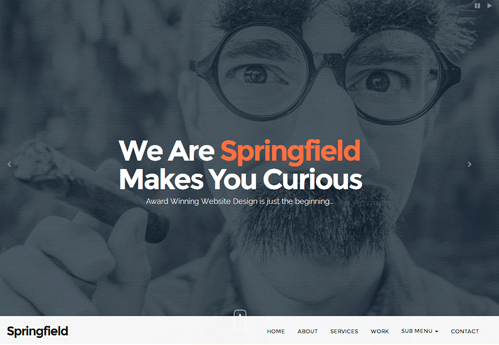 We Are Springfield
Makes You Curious
Award Winning Website Design is just the beginning...
Springfield
HOME
ABOUT
SERVICES
WORK
SUB MENU
CONTACT